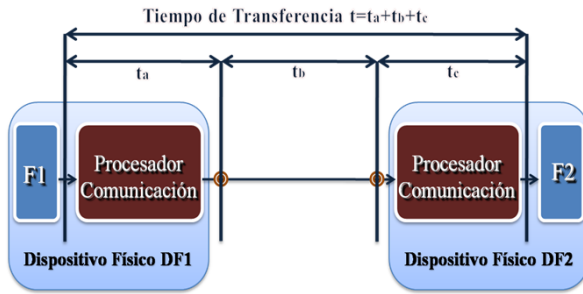 Tiempo de Transferencia t=ta+tb+tc
ta
tb
tc
F1
Procesador
Comunicación
Procesador
Comunicación
F2
Dispositivo Físico DF1
Dispositivo Físico DF2